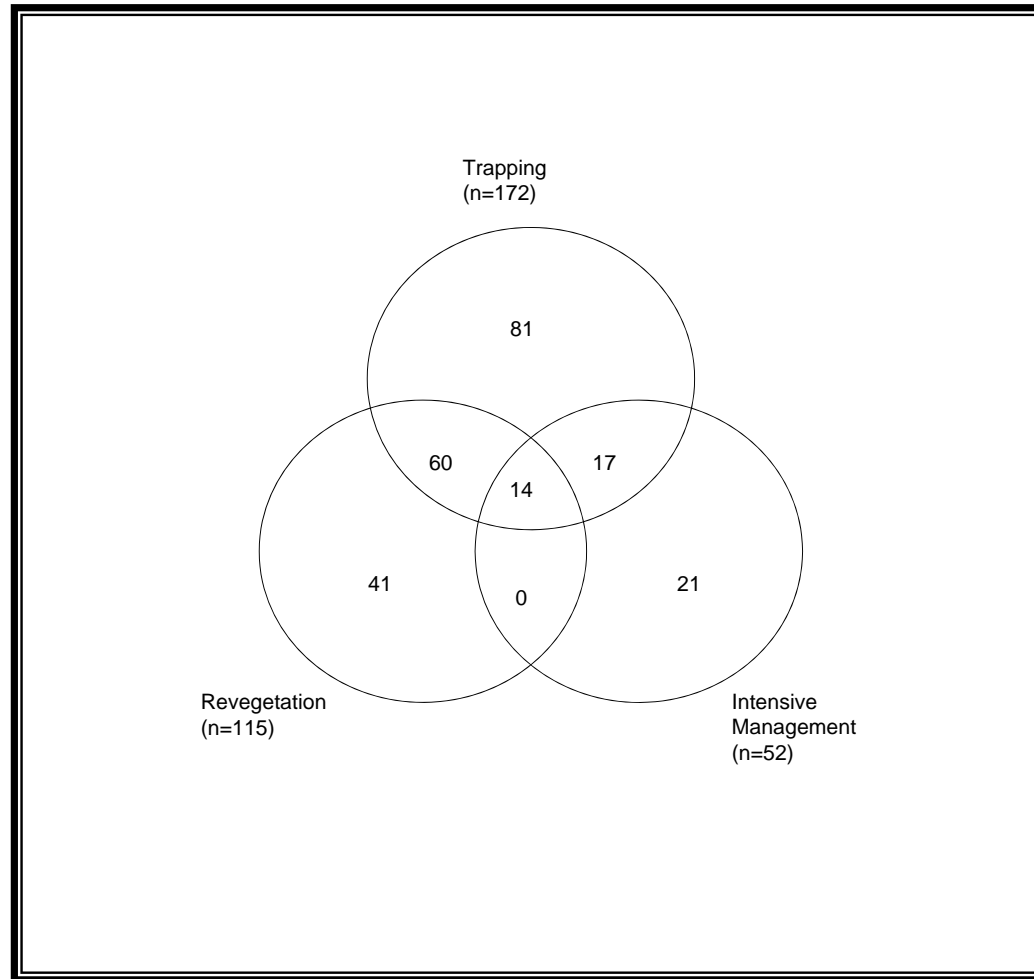 Trapping
(n=172)
81
60
17
14
41
0
21
Revegetation
(n=115)
Intensive
Management
(n=52)